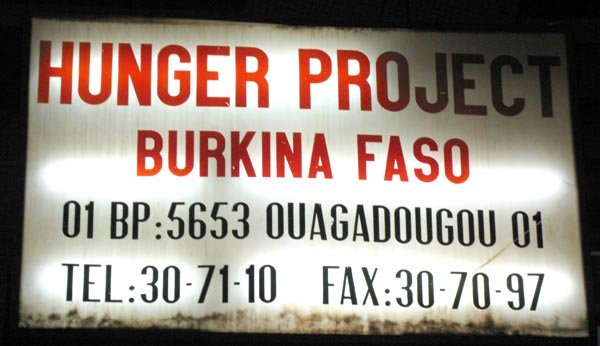 HUNGER PROJECT
BURKINA FASO
01 BP:5653 OUAGADOUGOU 01
TEL:30-71-10 FAX:30-70-97